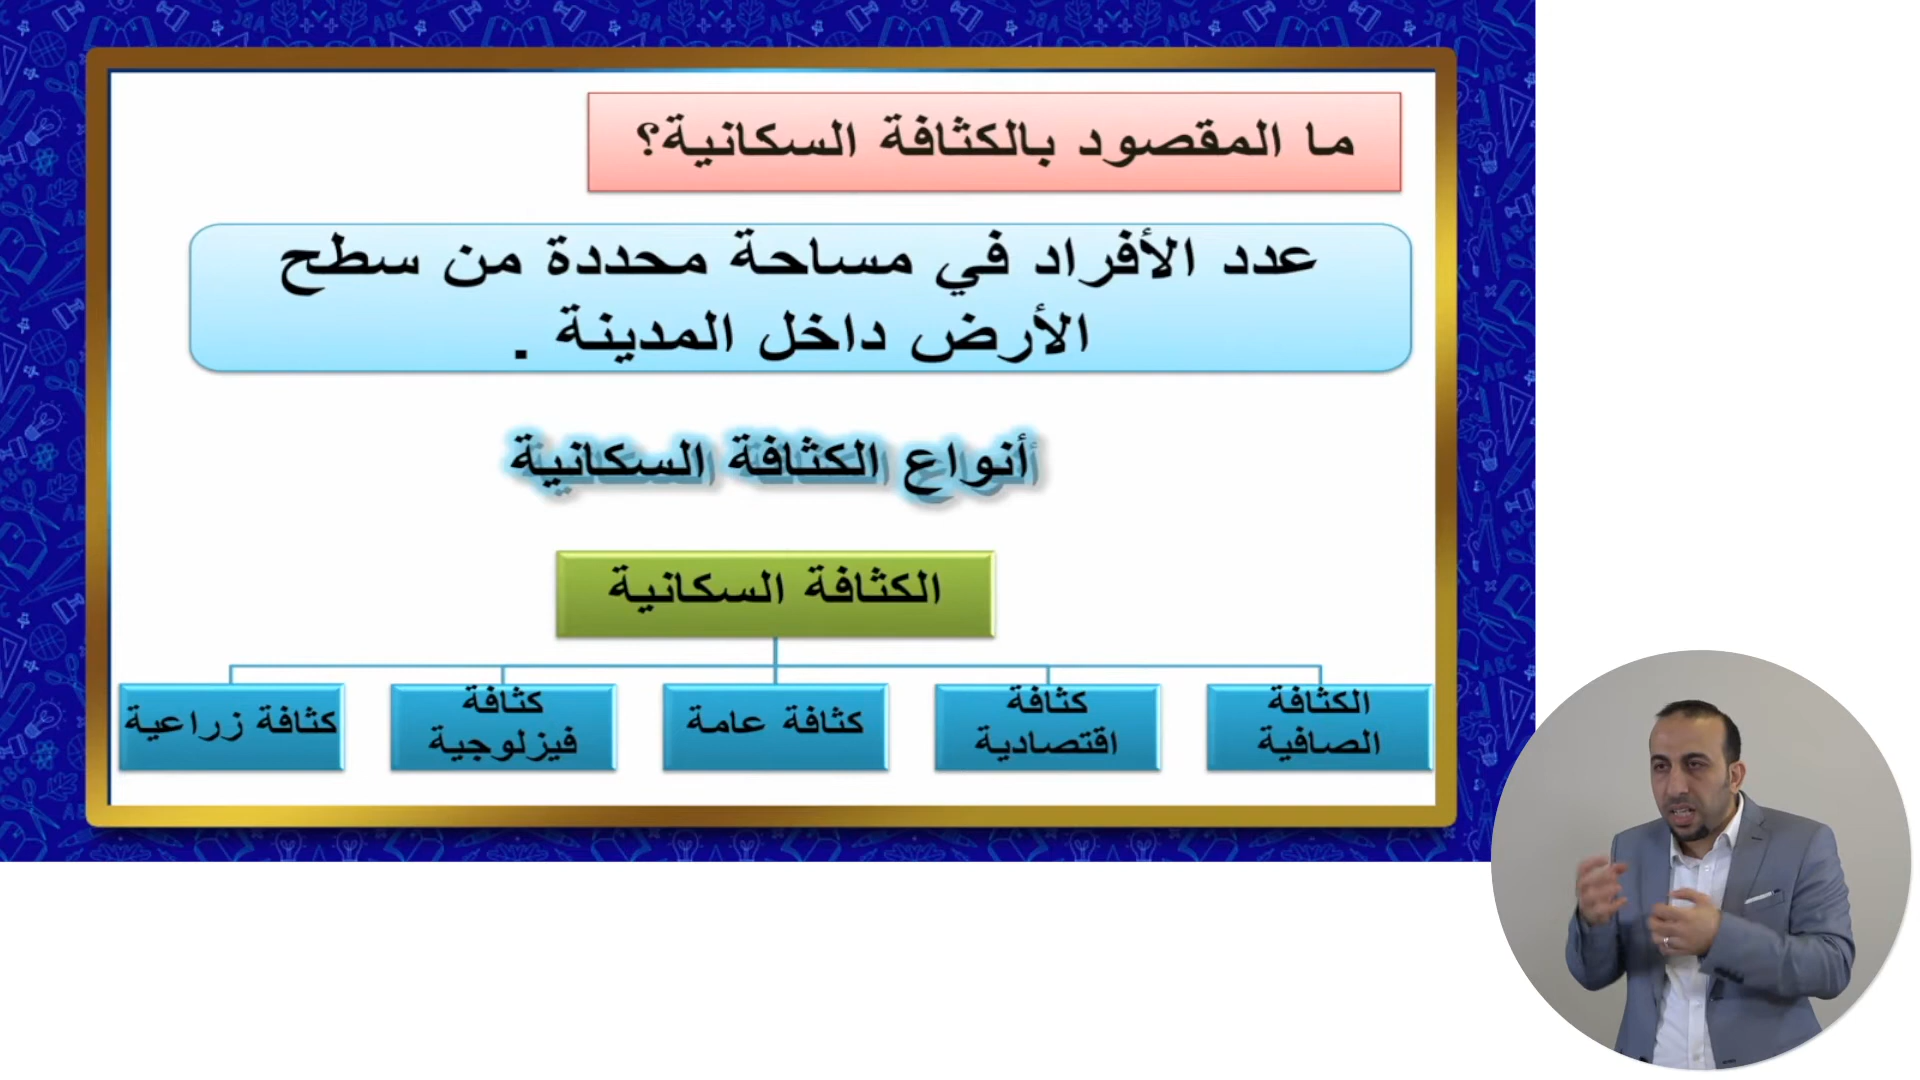 ما المقصود بالكثافة السكانية؟
عدد الأفراد في مساحة محددة من سطح
الأرض داخل المدينة .
أنواع الكثافة السكانية
الكثافة السكانية
الكثافة
الصافية
كثافة
اقتصادية
كثافة عامة
كثافة
فيزلوجية
كثافة زراعية